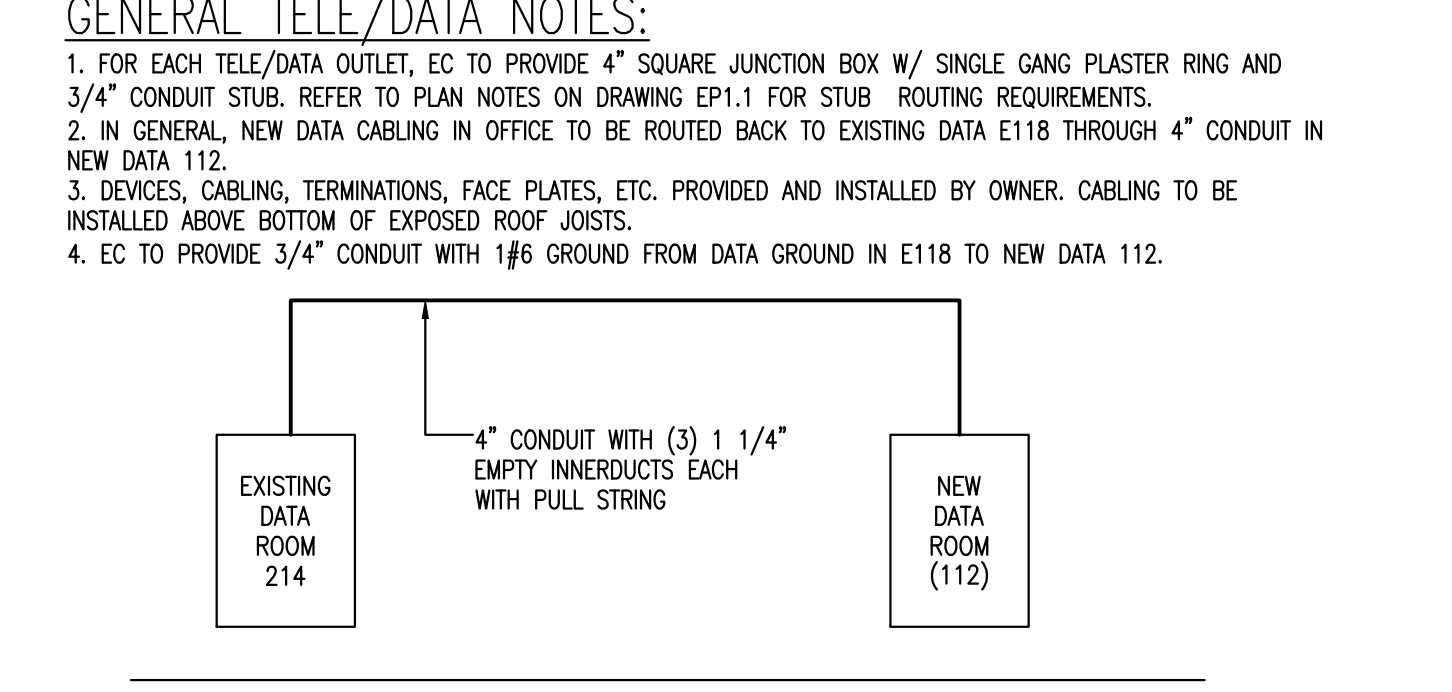 GENERAL TELE/DATA NOTES:
1. FOR EACH TELE/DATA OUTLET, EC TO PROVIDE 4" SQUARE JUNCTION BOX W/ SINGLE GANG PLASTER RING AND
3/4" CONDUIT STUB. REFER TO PLAN NOTES ON DRAWING EP1.1 FOR STUB ROUTING REQUIREMENTS.
2. IN GENERAL, NEW DATA CABLING IN OFFICE TO BE ROUTED BACK TO EXISTING DATA E118 THROUGH 4" CONDUIT IN
NEW DATA 112.
3. DEVICES, CABLING, TERMINATIONS, FACE PLATES, ETC. PROVIDED AND INSTALLED BY OWNER. CABLING TO BE
INSTALLED ABOVE BOTTOM OF EXPOSED ROOF JOISTS.
4. EC TO PROVIDE 3/4" CONDUIT WITH 1#6 GROUND FROM DATA GROUND IN E118 TO NEW DATA 112.
4" CONDUIT WITH (3) 1 1/4"
EMPTY INNERDUCTS EACH
WITH PULL STRING
EXISTING
DATA
ROOM
214
NEW
DATA
ROOM
(112)